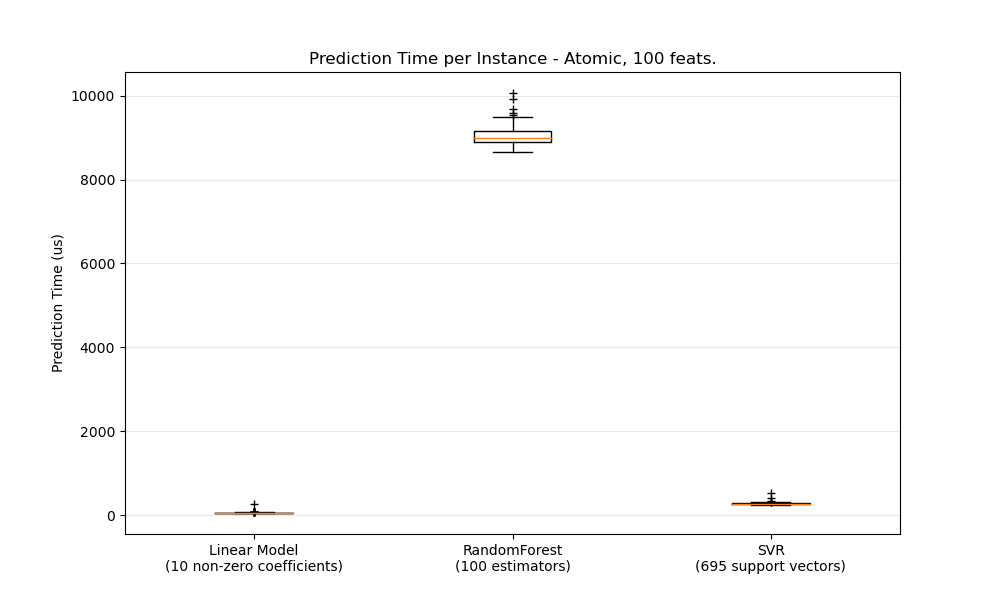 Prediction Time per Instance - Atomic, 100 feats.
Prediction Time (us)
10000
8000
6000
4000
2000
0
Linear Model
(10 non-zero coefficients)
RandomForest
(100 estimators)
SVR
(695 support vectors)